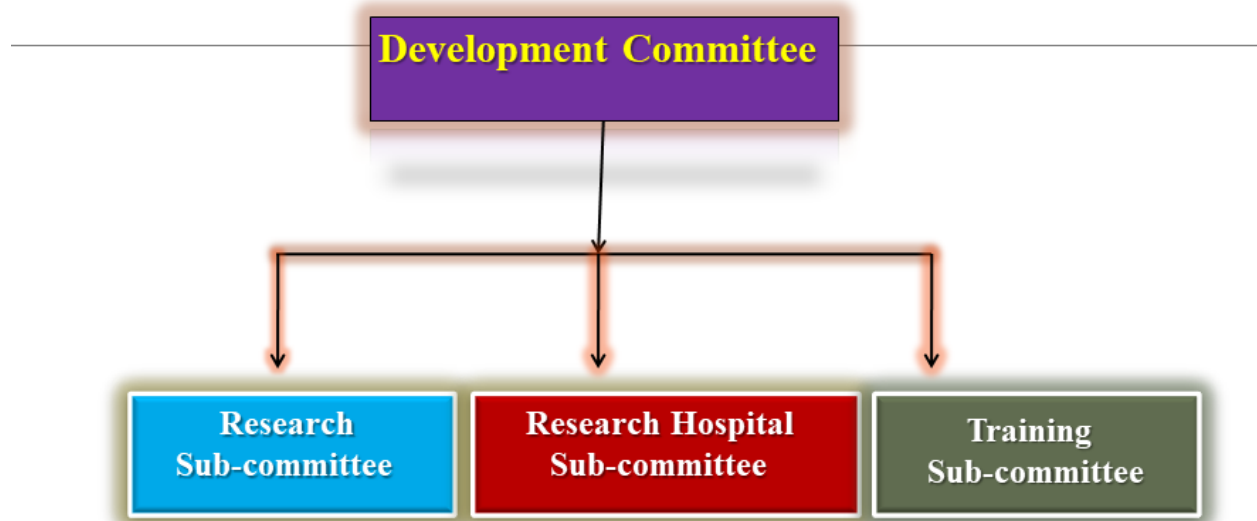 Development Committee
Research
Sub-committee
Research Hospital
Sub-committee
Training
Sub-committee